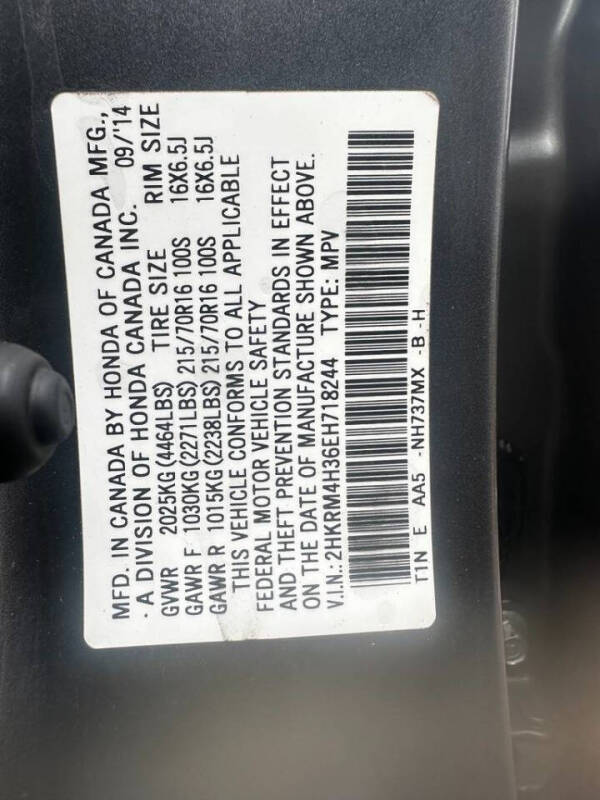 MFD. IN CANADA BY HONDA OF CANADA MFG.,
- A DIVISION OF HONDA CANADA INC. 09/'14
GVWR 2025KG(4464LBS) TIRE SIZE RIM SIZE
GAWR F 1030KG(2271LBS)215/70R16 100S 16X6.5J
GAWR R 1015KG(2238LBS)215/70R16 100S 16X6.5J
THIS VEHICLE CONFORMS TO ALL APPLICABLE
FEDERAL MOTOR VEHICLE SAFETY
AND THEFT PREVENTION STANDARDS IN EFFECT
ON THE DATE OF MANUFACTURE SHOWN ABOVE.
V.I.N.: 2HKRM4H36EH718244 TYPE: MPV
T1N E AA5 -NH737MX -B -H